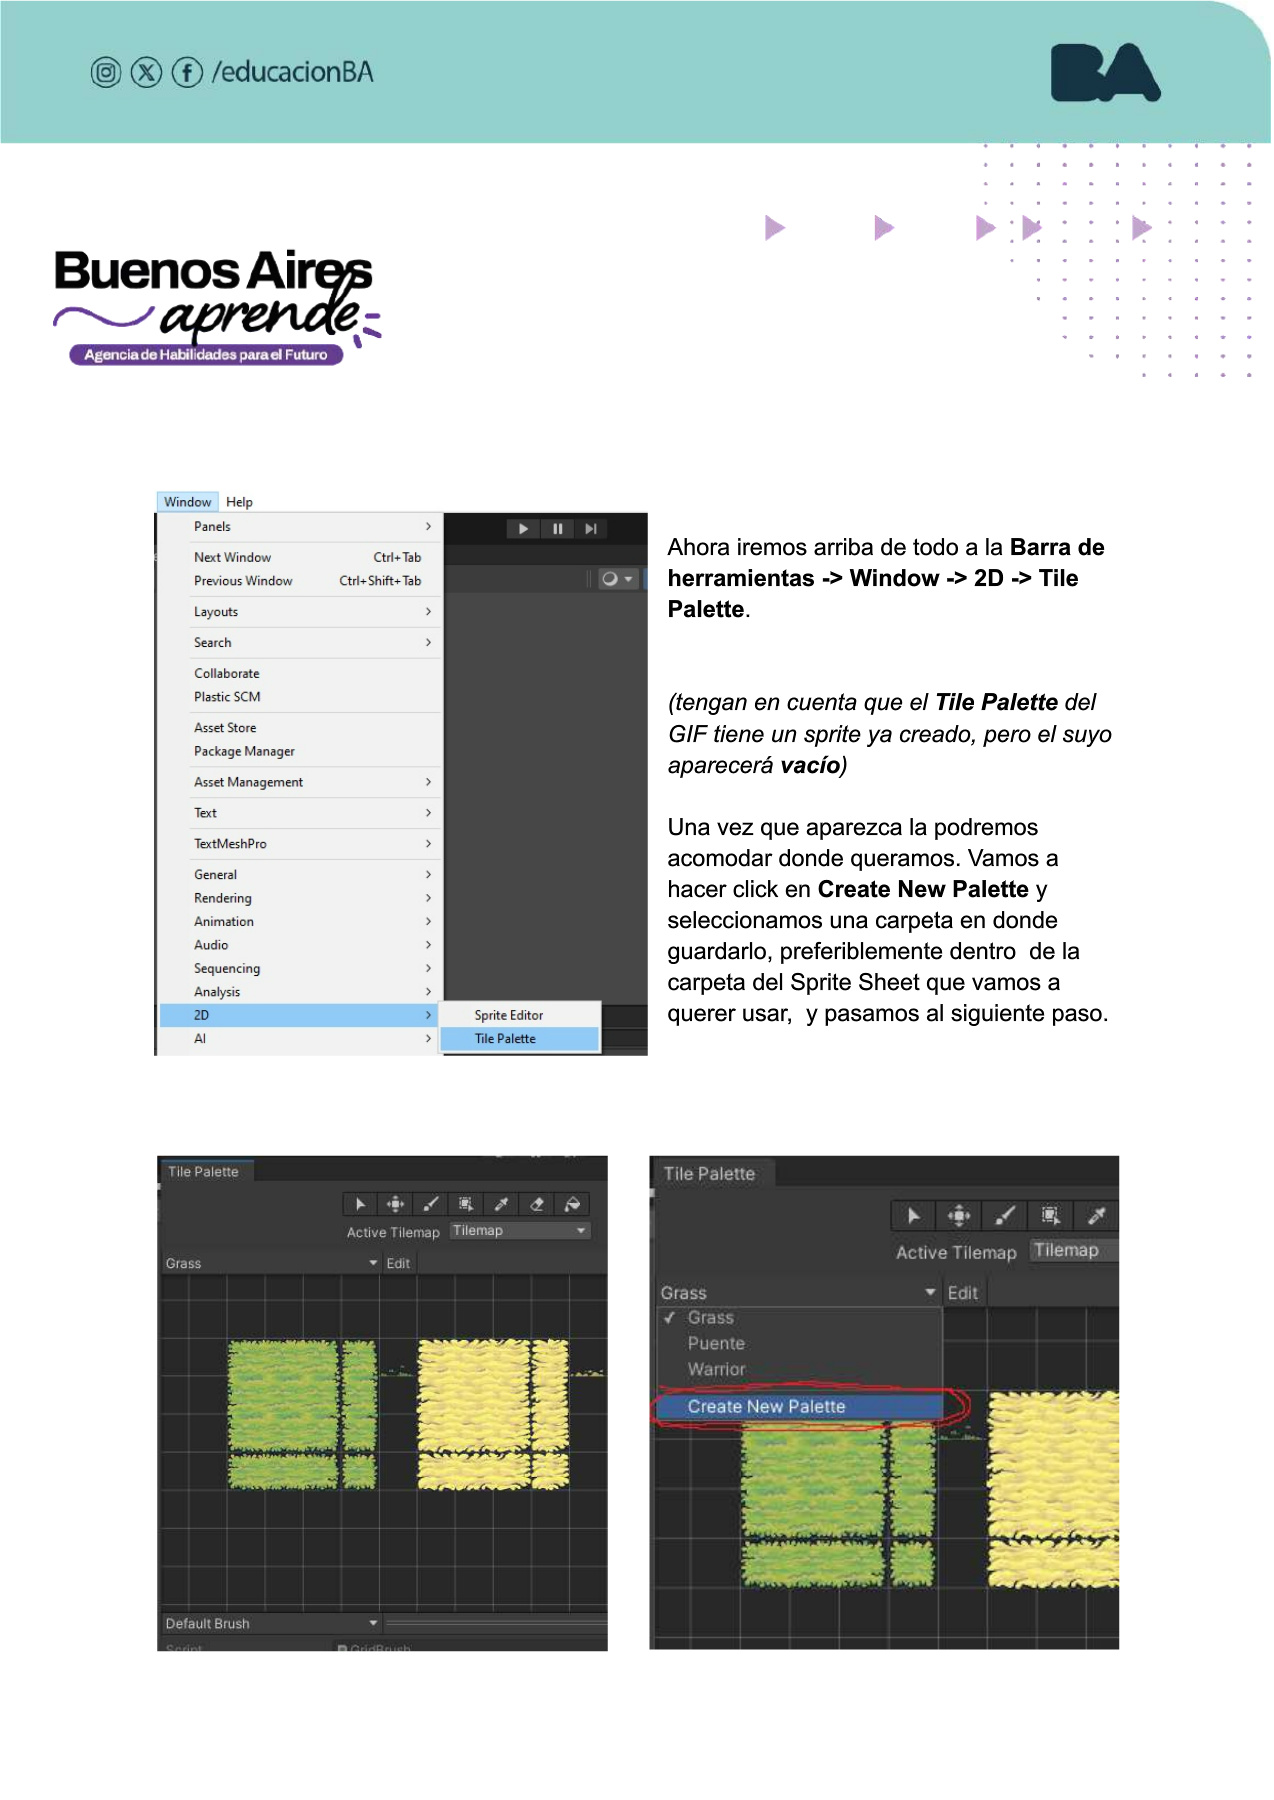 /educacionBA
BA
Buenos Aires
aprende
Agencia de Habilidades para el Futuro
Window Help
Panels
Next Window Ctrl+Tab
Previous Window Ctrl+Shift+Tab
Layouts
Search
Collaborate
Plastic SCM
Asset Store
Package Manager
Asset Management
Text
TextMeshPro
General
Rendering
Animation
Audio
Sequencing
Analysis
2D
AI
Sprite Editor
Tile Palette
Ahora iremos arriba de todo a la Barra de
herramientas -> Window -> 2D -> Tile
Palette.
(tengan en cuenta que el Tile Palette del
GIF tiene un sprite ya creado, pero el suyo
aparecerá vacío)
Una vez que aparezca la podremos
acomodar donde queramos. Vamos a
hacer click en Create New Palette y
seleccionamos una carpeta en donde
guardarlo, preferiblemente dentro de la
carpeta del Sprite Sheet que vamos a
querer usar, y pasamos al siguiente paso.
Tile Palette
Active Tilemap Tilemap
Grass Edit
Default Brush
Script GridBrush
Tile Palette
Active Tilemap Tilemap
Grass Edit
✓ Grass
Puente
Warrior
Create New Palette